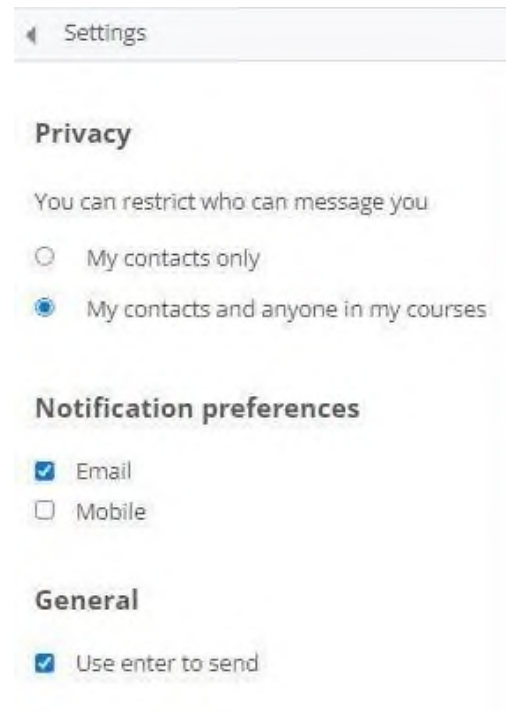 Settings
Privacy
You can restrict who can message you
My contacts only
My contacts and anyone in my courses
Notification preferences
Email
Mobile
General
Use enter to send